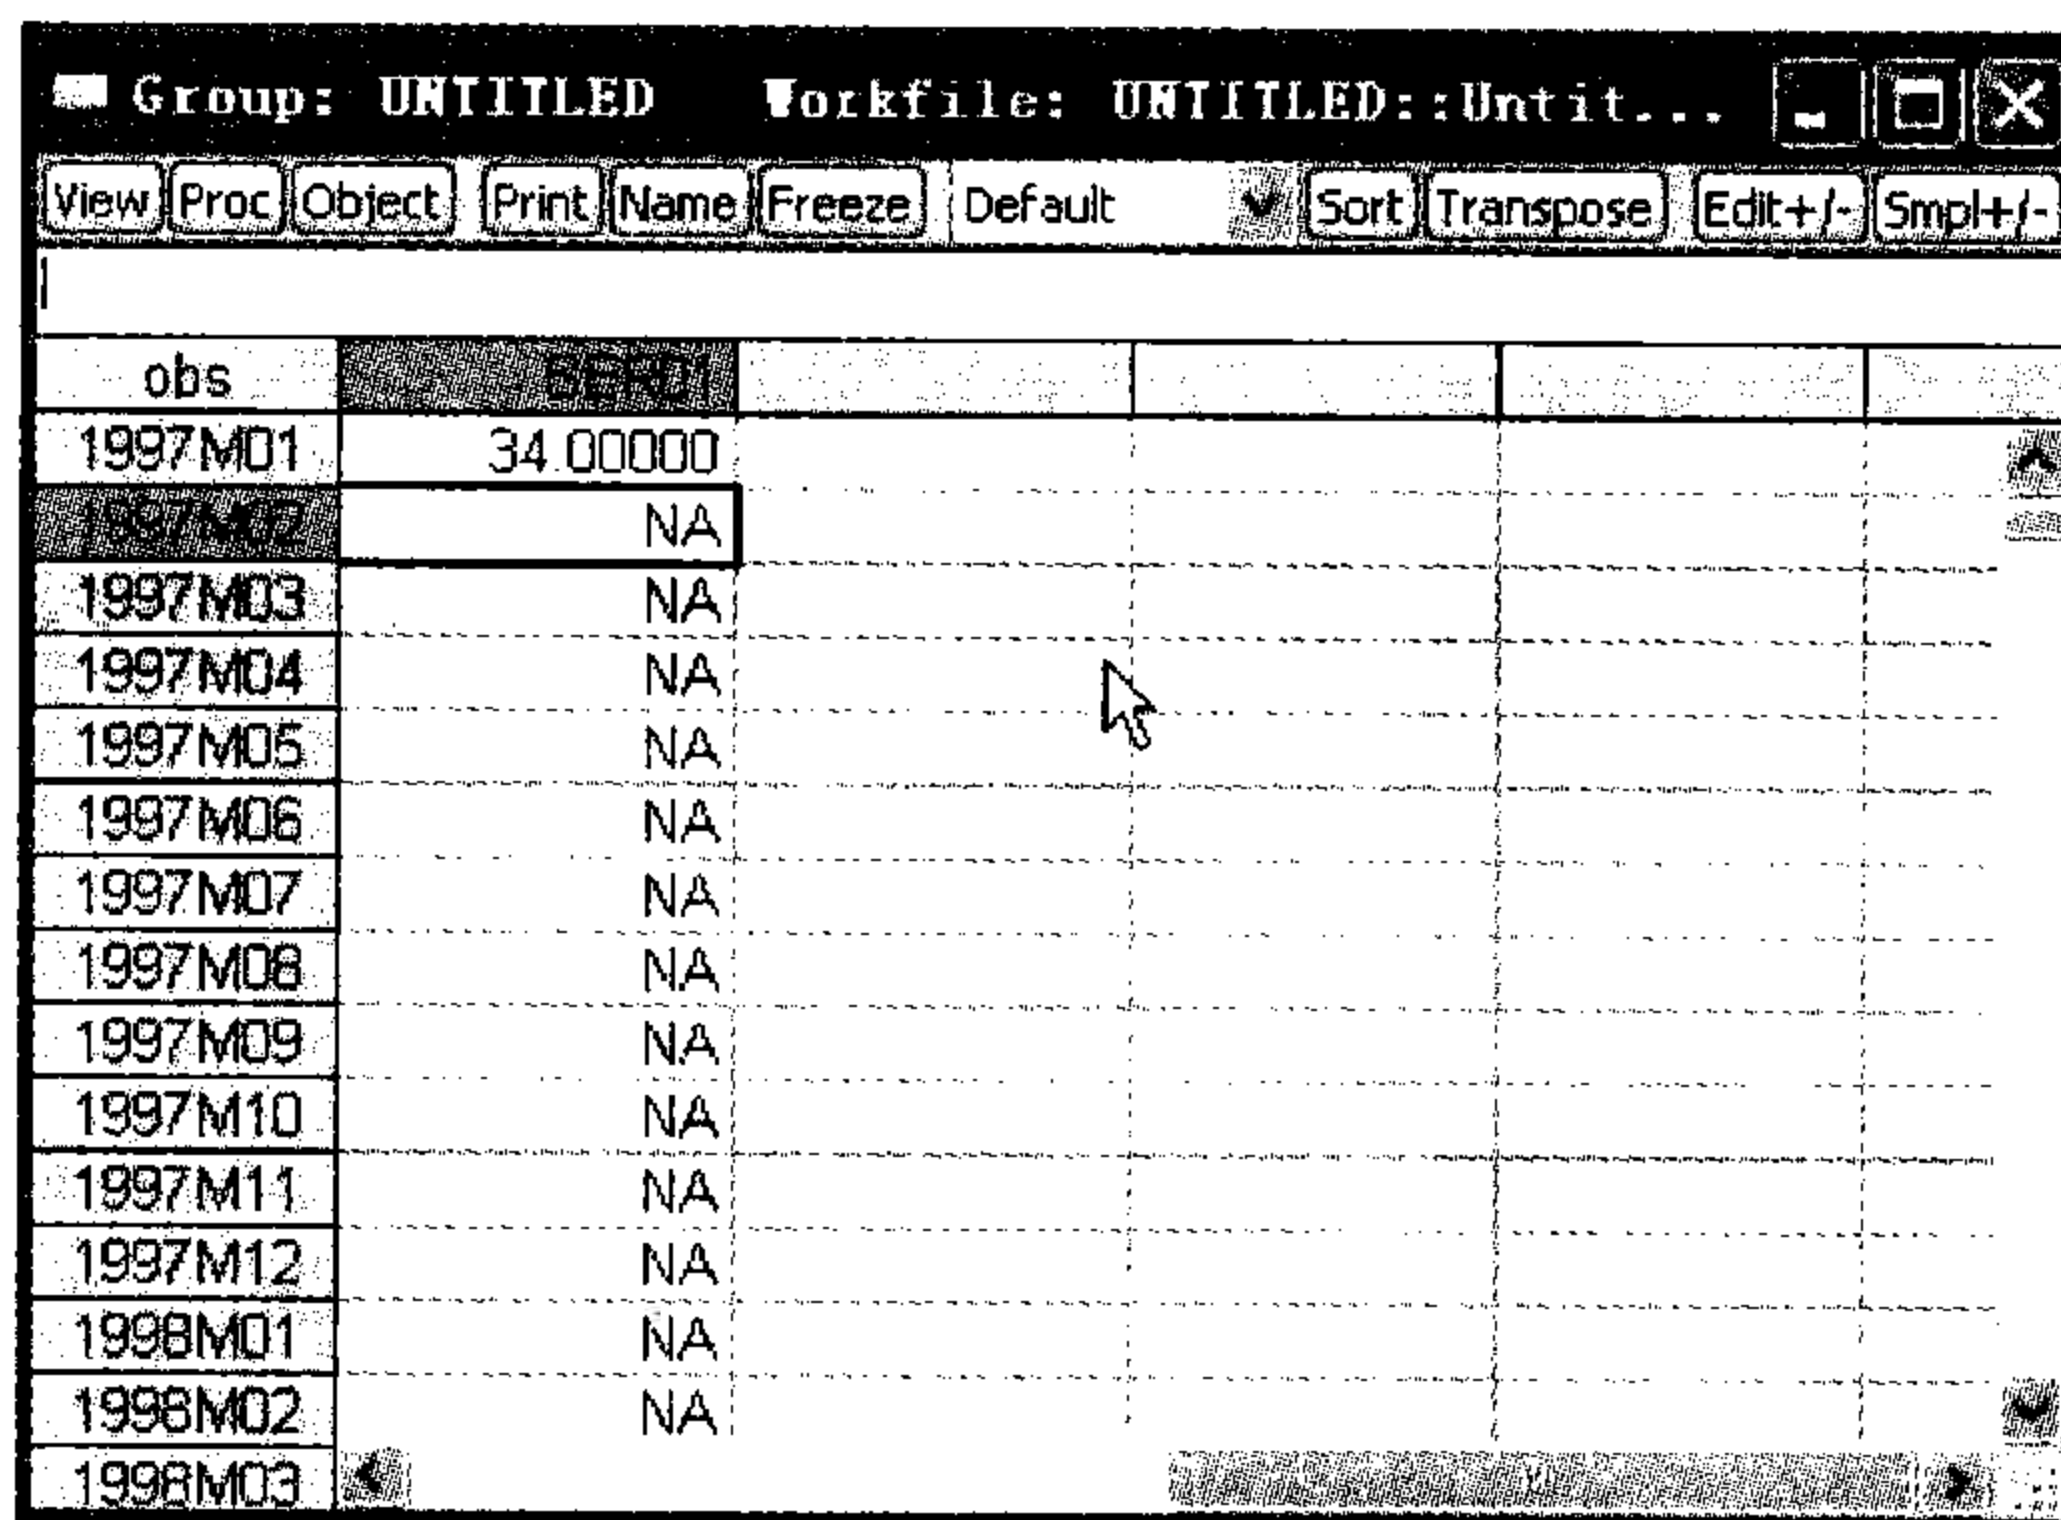 Group: UNTITLED Workfile: UNTITLED::Untit...
View Proc Object Print Name Freeze Default Sort Transpose Edit+/- Smpl+/-
obs SER01
1997M01 34.00000
1997M02 NA
1997M03 NA
1997M04 NA
1997M05 NA
1997M06 NA
1997M07 NA
1997M08 NA
1997M09 NA
1997M10 NA
1997M11 NA
1997M12 NA
1998M01 NA
1998M02 NA
1998M03